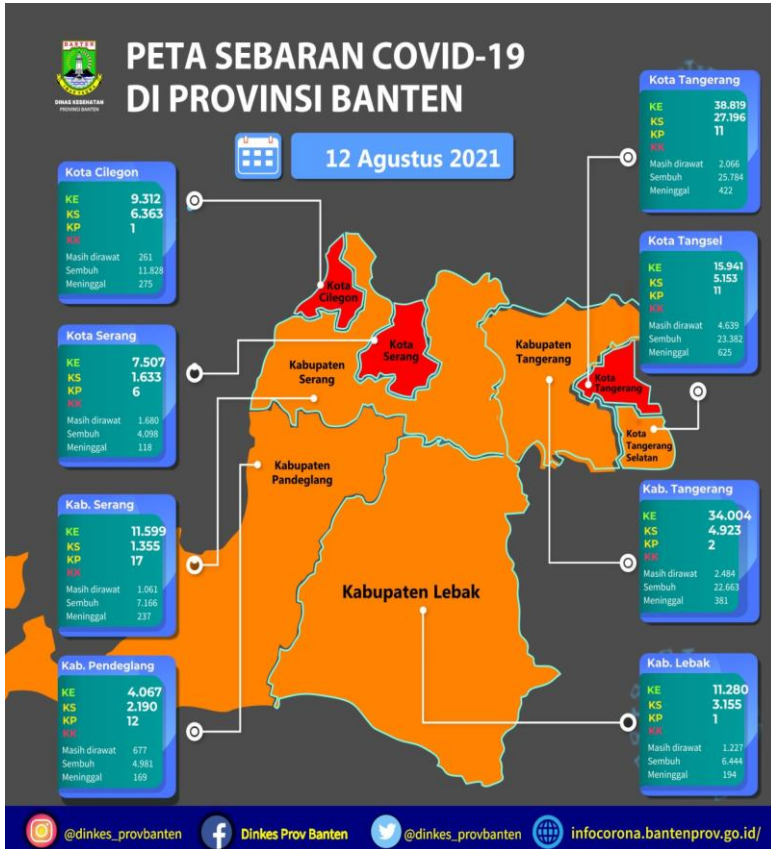 BANTEN
DINAS KESEHATAN
PROVINSI BANTEN
PETA SEBARAN COVID-19
DI PROVINSI BANTEN
12 Agustus 2021
Kota Cilegon
KE 9.312
KS 6.363
KP 1
KK
Masih dirawat 261
Sembuh 11.828
Meninggal 275
Kota Serang
KE 7.507
KS 1.633
KP 6
KK
Masih dirawat 1.680
Sembuh 4.098
Meninggal 118
Kab. Serang
KE 11.599
KS 1.355
KP 17
KK
Masih dirawat 1.061
Sembuh 7.166
Meninggal 237
Kab. Pendeglang
KE 4.067
KS 2.190
KP 12
KK
Masih dirawat 677
Sembuh 4.981
Meninggal 169
Kota
Cilegon
Kabupaten
Serang
Kota
Serang
Kabupaten
Tangerang
Kota
Tangerang
Kota
Tangerang
Selatan
Kabupaten
Pandeglang
Kabupaten Lebak
Kota Tangerang
KE 38.819
KS 27.196
KP 11
KK
Masih dirawat 2.066
Sembuh 25.784
Meninggal 422
Kota Tangsel
KE 15.941
KS 5.153
KP 11
KK
Masih dirawat 4.639
Sembuh 23.382
Meninggal 625
Kab. Tangerang
KE 34.004
KS 4.923
KP 2
KK
Masih dirawat 2.484
Sembuh 22.663
Meninggal 381
Kab. Lebak
KE 11.280
KS 3.155
KP 1
KK
Masih dirawat 1.227
Sembuh 6.444
Meninggal 194
@dinkes_provbanten
Dinkes Prov Banten
@dinkes_provbanten
infocorona.bantenprov.go.id/